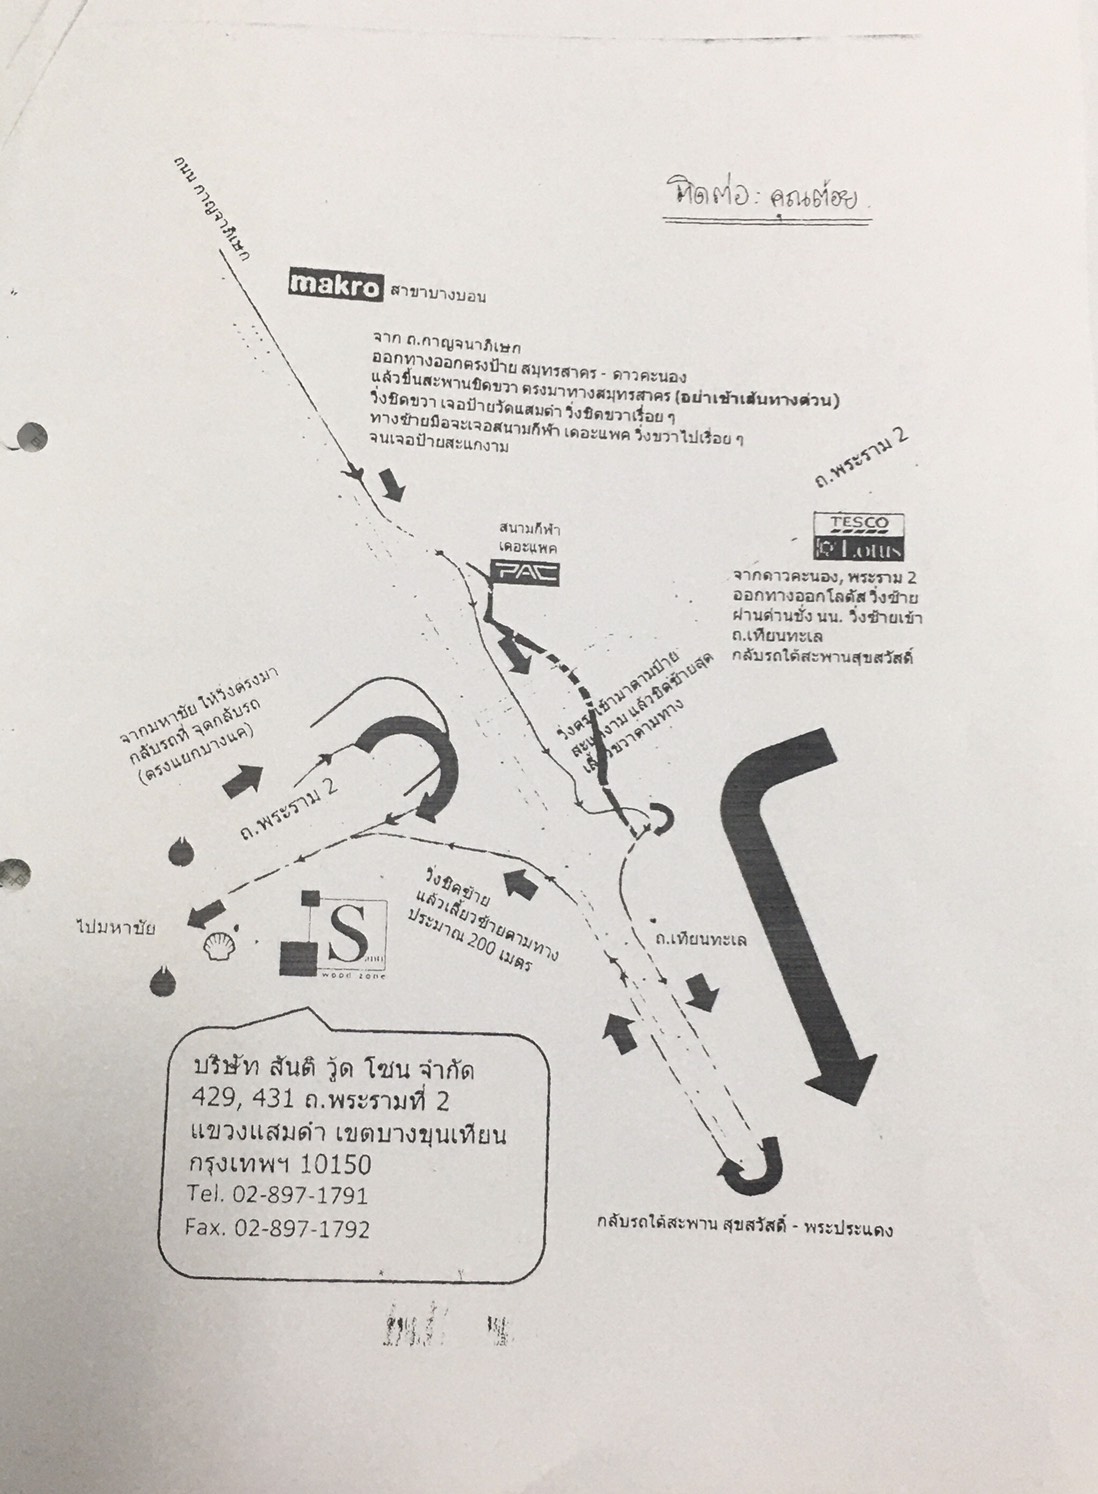 ติดต่อ: คุณต้อย
ถนน กาญจาภิเษก
makro สาขาบางบอน
จาก ถ.กาญจนาภิเษก
ออกทางออกตรงป้าย สมุทรสาคร - ดาวคะนอง
แล้วขึ้นสะพานชิดขวา ตรงมาทางสมุทรสาคร (อย่าเข้าเส้นทางด่วน)
วิ่งชิดขวา เจอป้ายวัดแสมดำ วิ่งชิดขวาเรื่อย ๆ
ทางซ้ายมือจะเจอสนามกีฬา เดอะแพค วิ่งขวาไปเรื่อย ๆ
จนเจอป้ายสะแกงาม
ถ.พระราม 2
สนามกีฬา
เดอะแพค
PAC
TESCO
Lotus
จากดาวคะนอง, พระราม 2
ออกทางออกโลตัส วิ่งซ้าย
ผ่านด่านชั่ง นน. วิ่งซ้ายเข้า
ถ.เทียนทะเล
กลับรถใต้สะพานสุขสวัสดิ์
วิ่งตรงเข้ามาตามป้าย
สะแกงาม แล้วชิดซ้ายสุด
เลี้ยวขวาตามทาง
จากมหาชัย ให้วิ่งตรงมา
กลับรถที่ จุดกลับรถ
(ตรงแยกบางแค)
ถ.พระราม 2
วิ่งชิดซ้าย
แล้วเลี้ยวซ้ายตามทาง
ประมาณ 200 เมตร
ไปมหาชัย
S
wood zone
ถ.เทียนทะเล
บริษัท สันติ วู้ด โซน จำกัด
429, 431 ถ.พระรามที่ 2
แขวงแสมดำ เขตบางขุนเทียน
กรุงเทพฯ 10150
Tel. 02-897-1791
Fax. 02-897-1792
กลับรถใต้สะพาน สุขสวัสดิ์ - พระประแดง